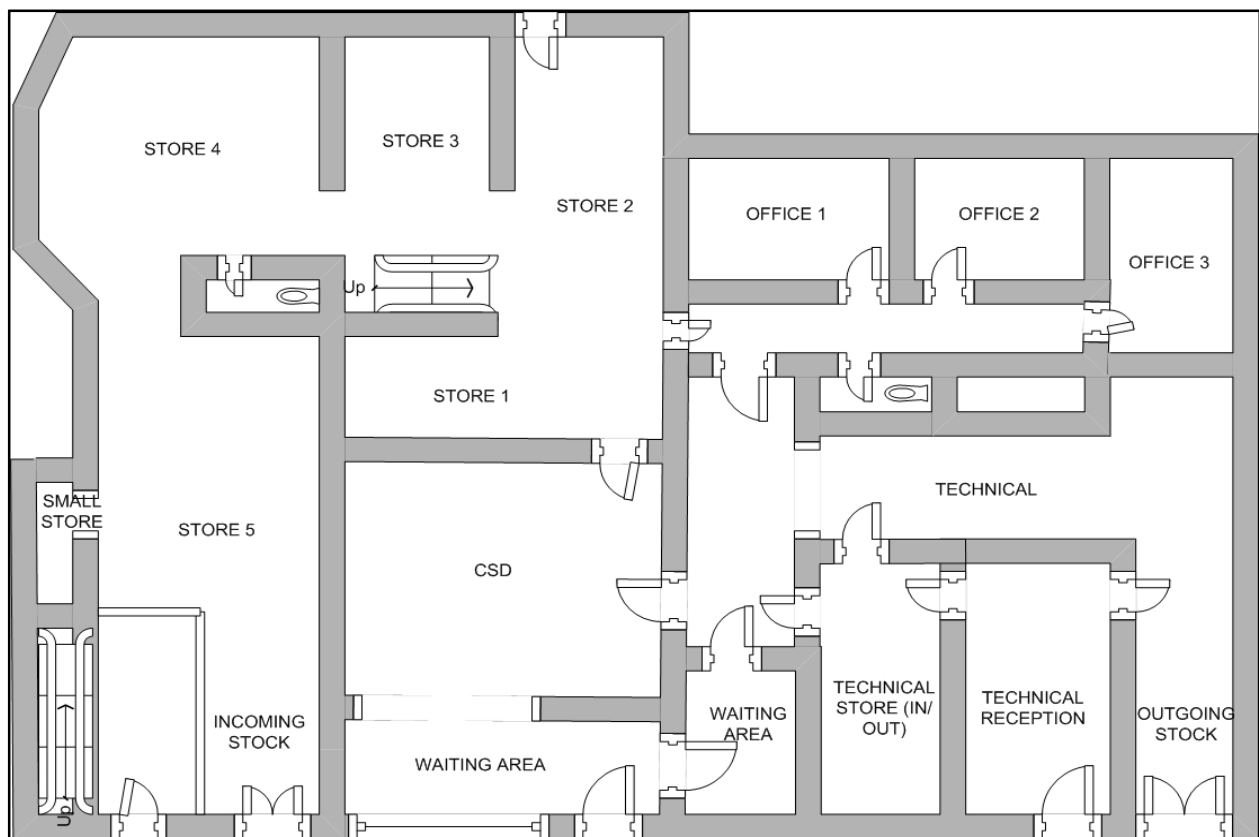 STORE 4
STORE 3
STORE 2
OFFICE 1
OFFICE 2
OFFICE 3
Up
STORE 1
SMALL
STORE
STORE 5
CSD
TECHNICAL
INCOMING
STOCK
WAITING AREA
WAITING
AREA
TECHNICAL
STORE (IN/
OUT)
TECHNICAL
RECEPTION
OUTGOING
STOCK
Up